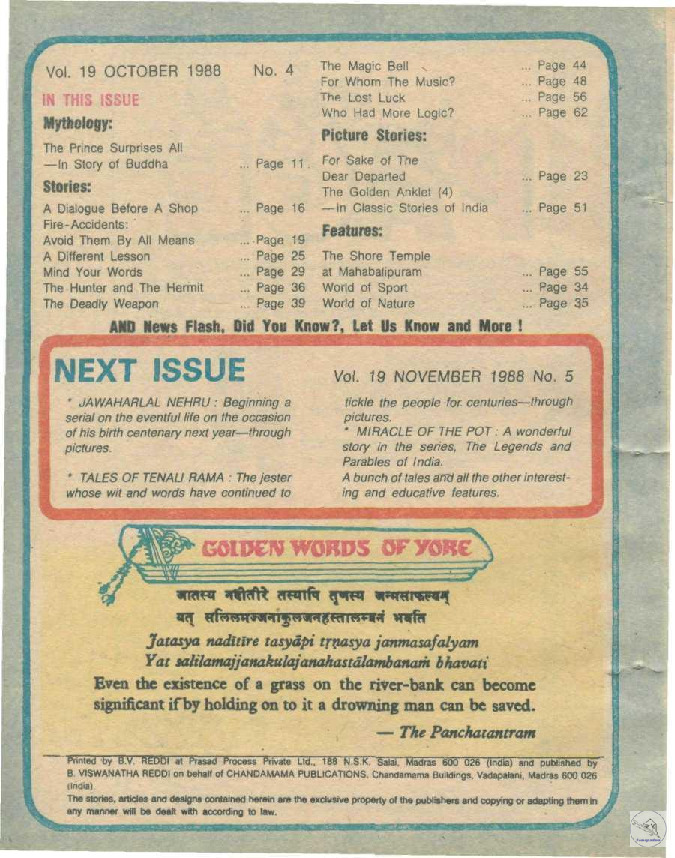 Vol. 19 OCTOBER 1988 No. 4
IN THIS ISSUE
Mythology:
The Prince Surprises All
—In Story of Buddha ... Page 11
Stories:
A Dialogue Before A Shop ... Page 16
Fire-Accidents:
Avoid Them By All Means ... Page 19
A Different Lesson ... Page 25
Mind Your Words ... Page 29
The Hunter and The Hermit ... Page 36
The Deadly Weapon ... Page 39
The Magic Bell ... Page 44
For Whom The Music? ... Page 48
The Lost Luck ... Page 56
Who Had More Logic? ... Page 62
Picture Stories:
For Sake of The
Dear Departed ... Page 23
The Golden Anklet (4)
—in Classic Stories of India ... Page 51
Features:
The Shore Temple
at Mahabalipuram ... Page 55
World of Sport ... Page 34
World of Nature ... Page 35
AND News Flash, Did You Know?, Let Us Know and More !
NEXT ISSUE
Vol. 19 NOVEMBER 1988 No. 5
* JAWAHARLAL NEHRU : Beginning a
serial on the eventful life on the occasion
of his birth centenary next year—through
pictures.
* TALES OF TENALI RAMA : The jester
whose wit and words have continued to
tickle the people for centuries—through
pictures.
* MIRACLE OF THE POT : A wonderful
story in the series, The Legends and
Parables of India.
A bunch of tales and all the other interest-
ing and educative features.
GOLDEN WORDS OF YORE
जातस्य नदीतीरे तस्यापि तृणस्य जन्मसाफल्यम्
यत् सलिलमज्जनाकुलजनहस्तालम्बनं भवति
Jatasya naditīre tasyāpi tṛṇasya janmasafalyam
Yat salilamajjanakulajanahastālambanaṁ bhavati
Even the existence of a grass on the river-bank can become
significant if by holding on to it a drowning man can be saved.
— The Panchatantram
Printed by B.V. REDDI at Prasad Process Private Ltd., 188 N.S.K. Salai, Madras 600 026 (India) and published by
B. VISWANATHA REDDI on behalf of CHANDAMAMA PUBLICATIONS, Chandamama Buildings, Vadapalani, Madras 600 026
(India).
The stories, articles and designs contained herein are the exclusive property of the publishers and copying or adapting them in
any manner will be dealt with according to law.